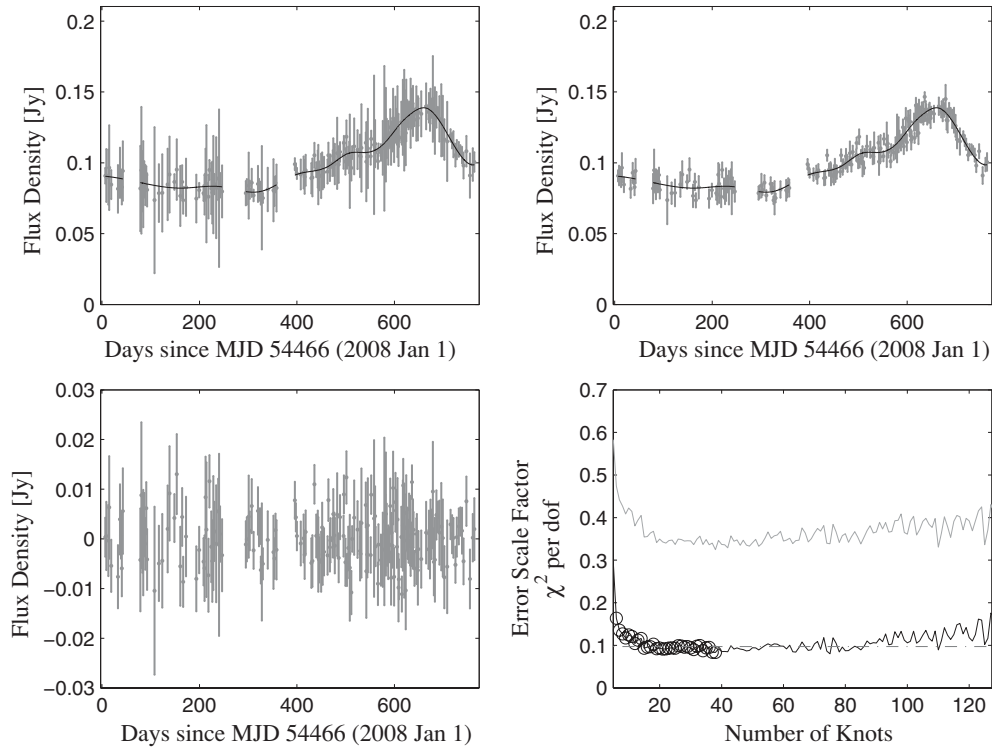 0.2
0.15
0.1
0.05
0
Flux Density [Jy]
0 200 400 600
Days since MJD 54466 (2008 Jan 1)
0.2
0.15
0.1
0.05
0
Flux Density [Jy]
0 200 400 600
Days since MJD 54466 (2008 Jan 1)
0.03
0.02
0.01
0
−0.01
−0.02
−0.03
Flux Density [Jy]
0 200 400 600
Days since MJD 54466 (2008 Jan 1)
0.7
0.6
0.5
0.4
0.3
0.2
0.1
0
Error Scale Factor
χ² per dof
20 40 60 80 100 120
Number of Knots